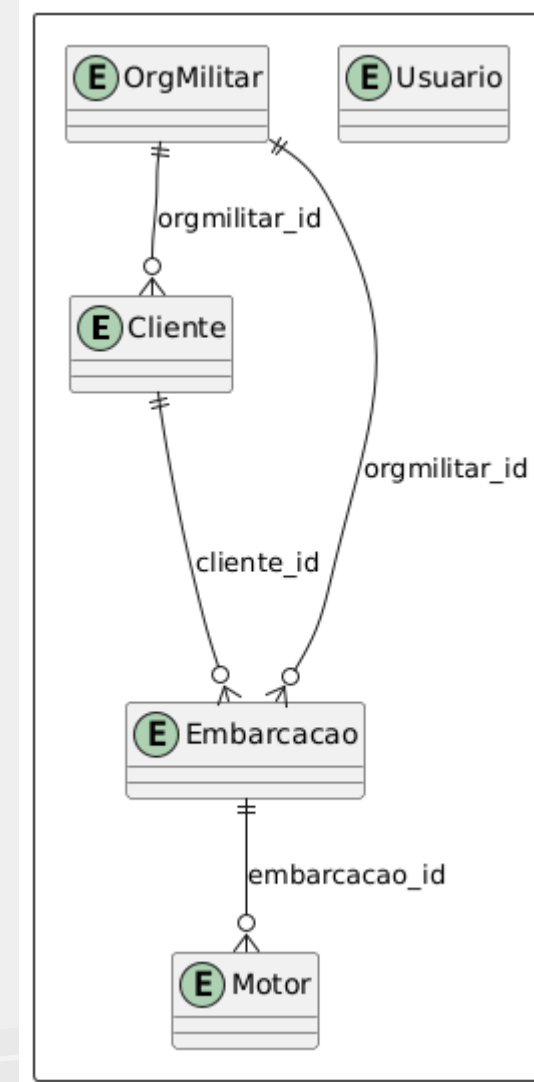 E OrgMilitar
E Usuario
orgmilitar_id
E Cliente
orgmilitar_id
cliente_id
E Embarcacao
embarcacao_id
E Motor